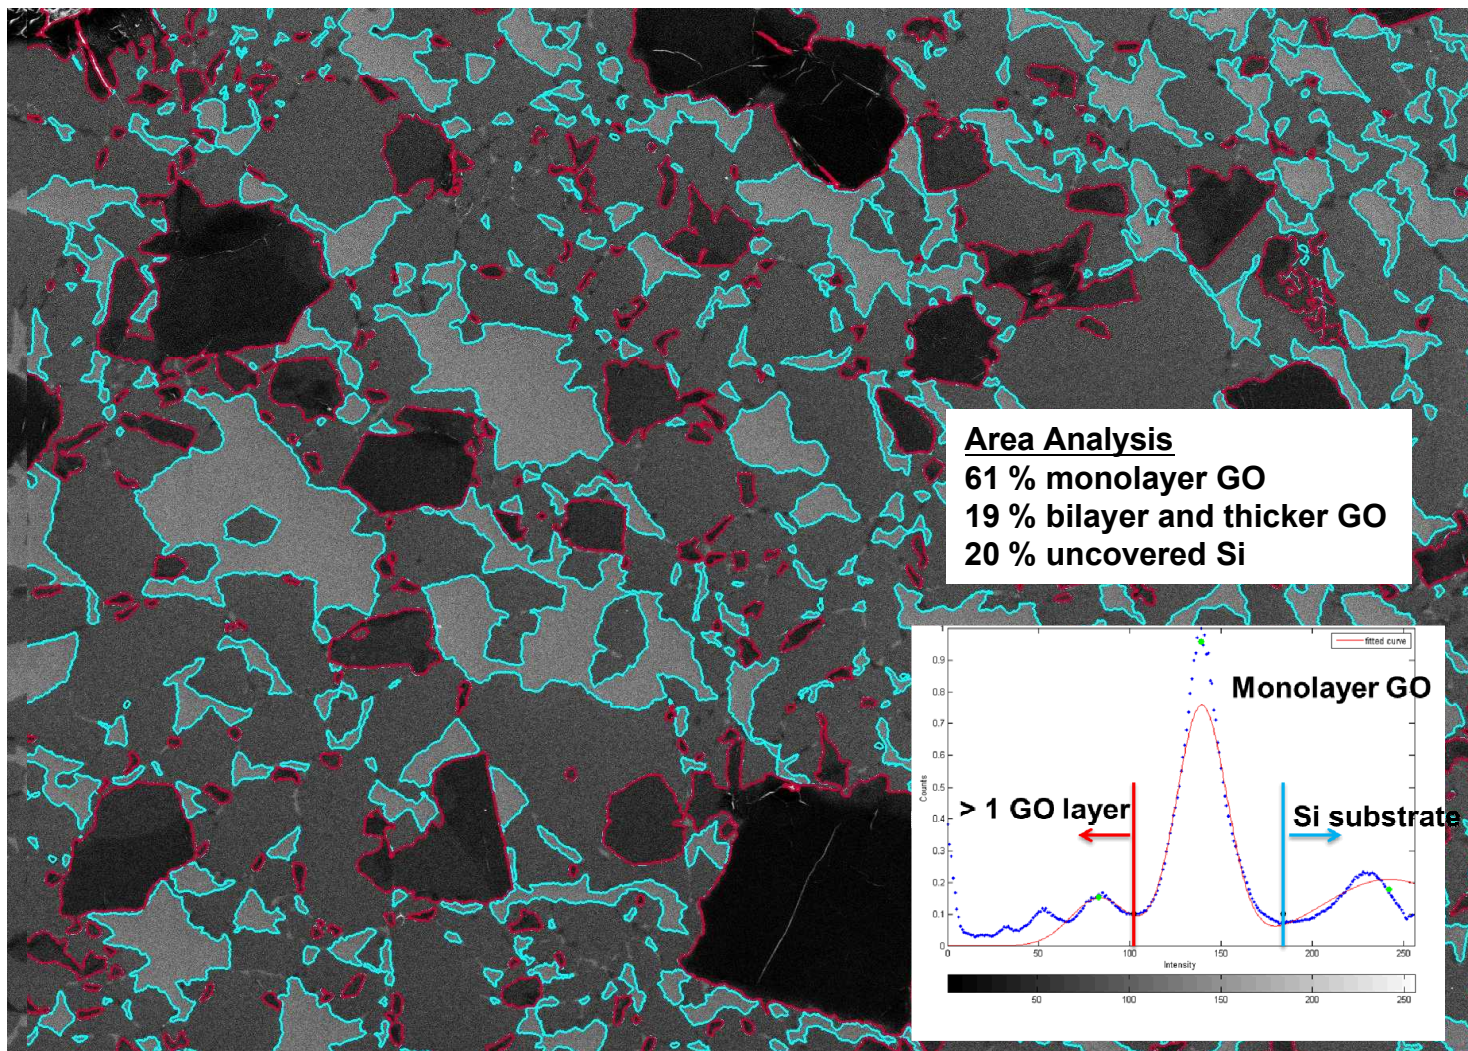 Area Analysis
61 % monolayer GO
19 % bilayer and thicker GO
20 % uncovered Si
1
0.9
0.8
0.7
0.6
0.5
0.4
0.3
0.2
0.1
0
fitted curve
Monolayer GO
> 1 GO layer
Si substrate
Counts
0 50 100 150 200 250
Intensity
50 100 150 200 250